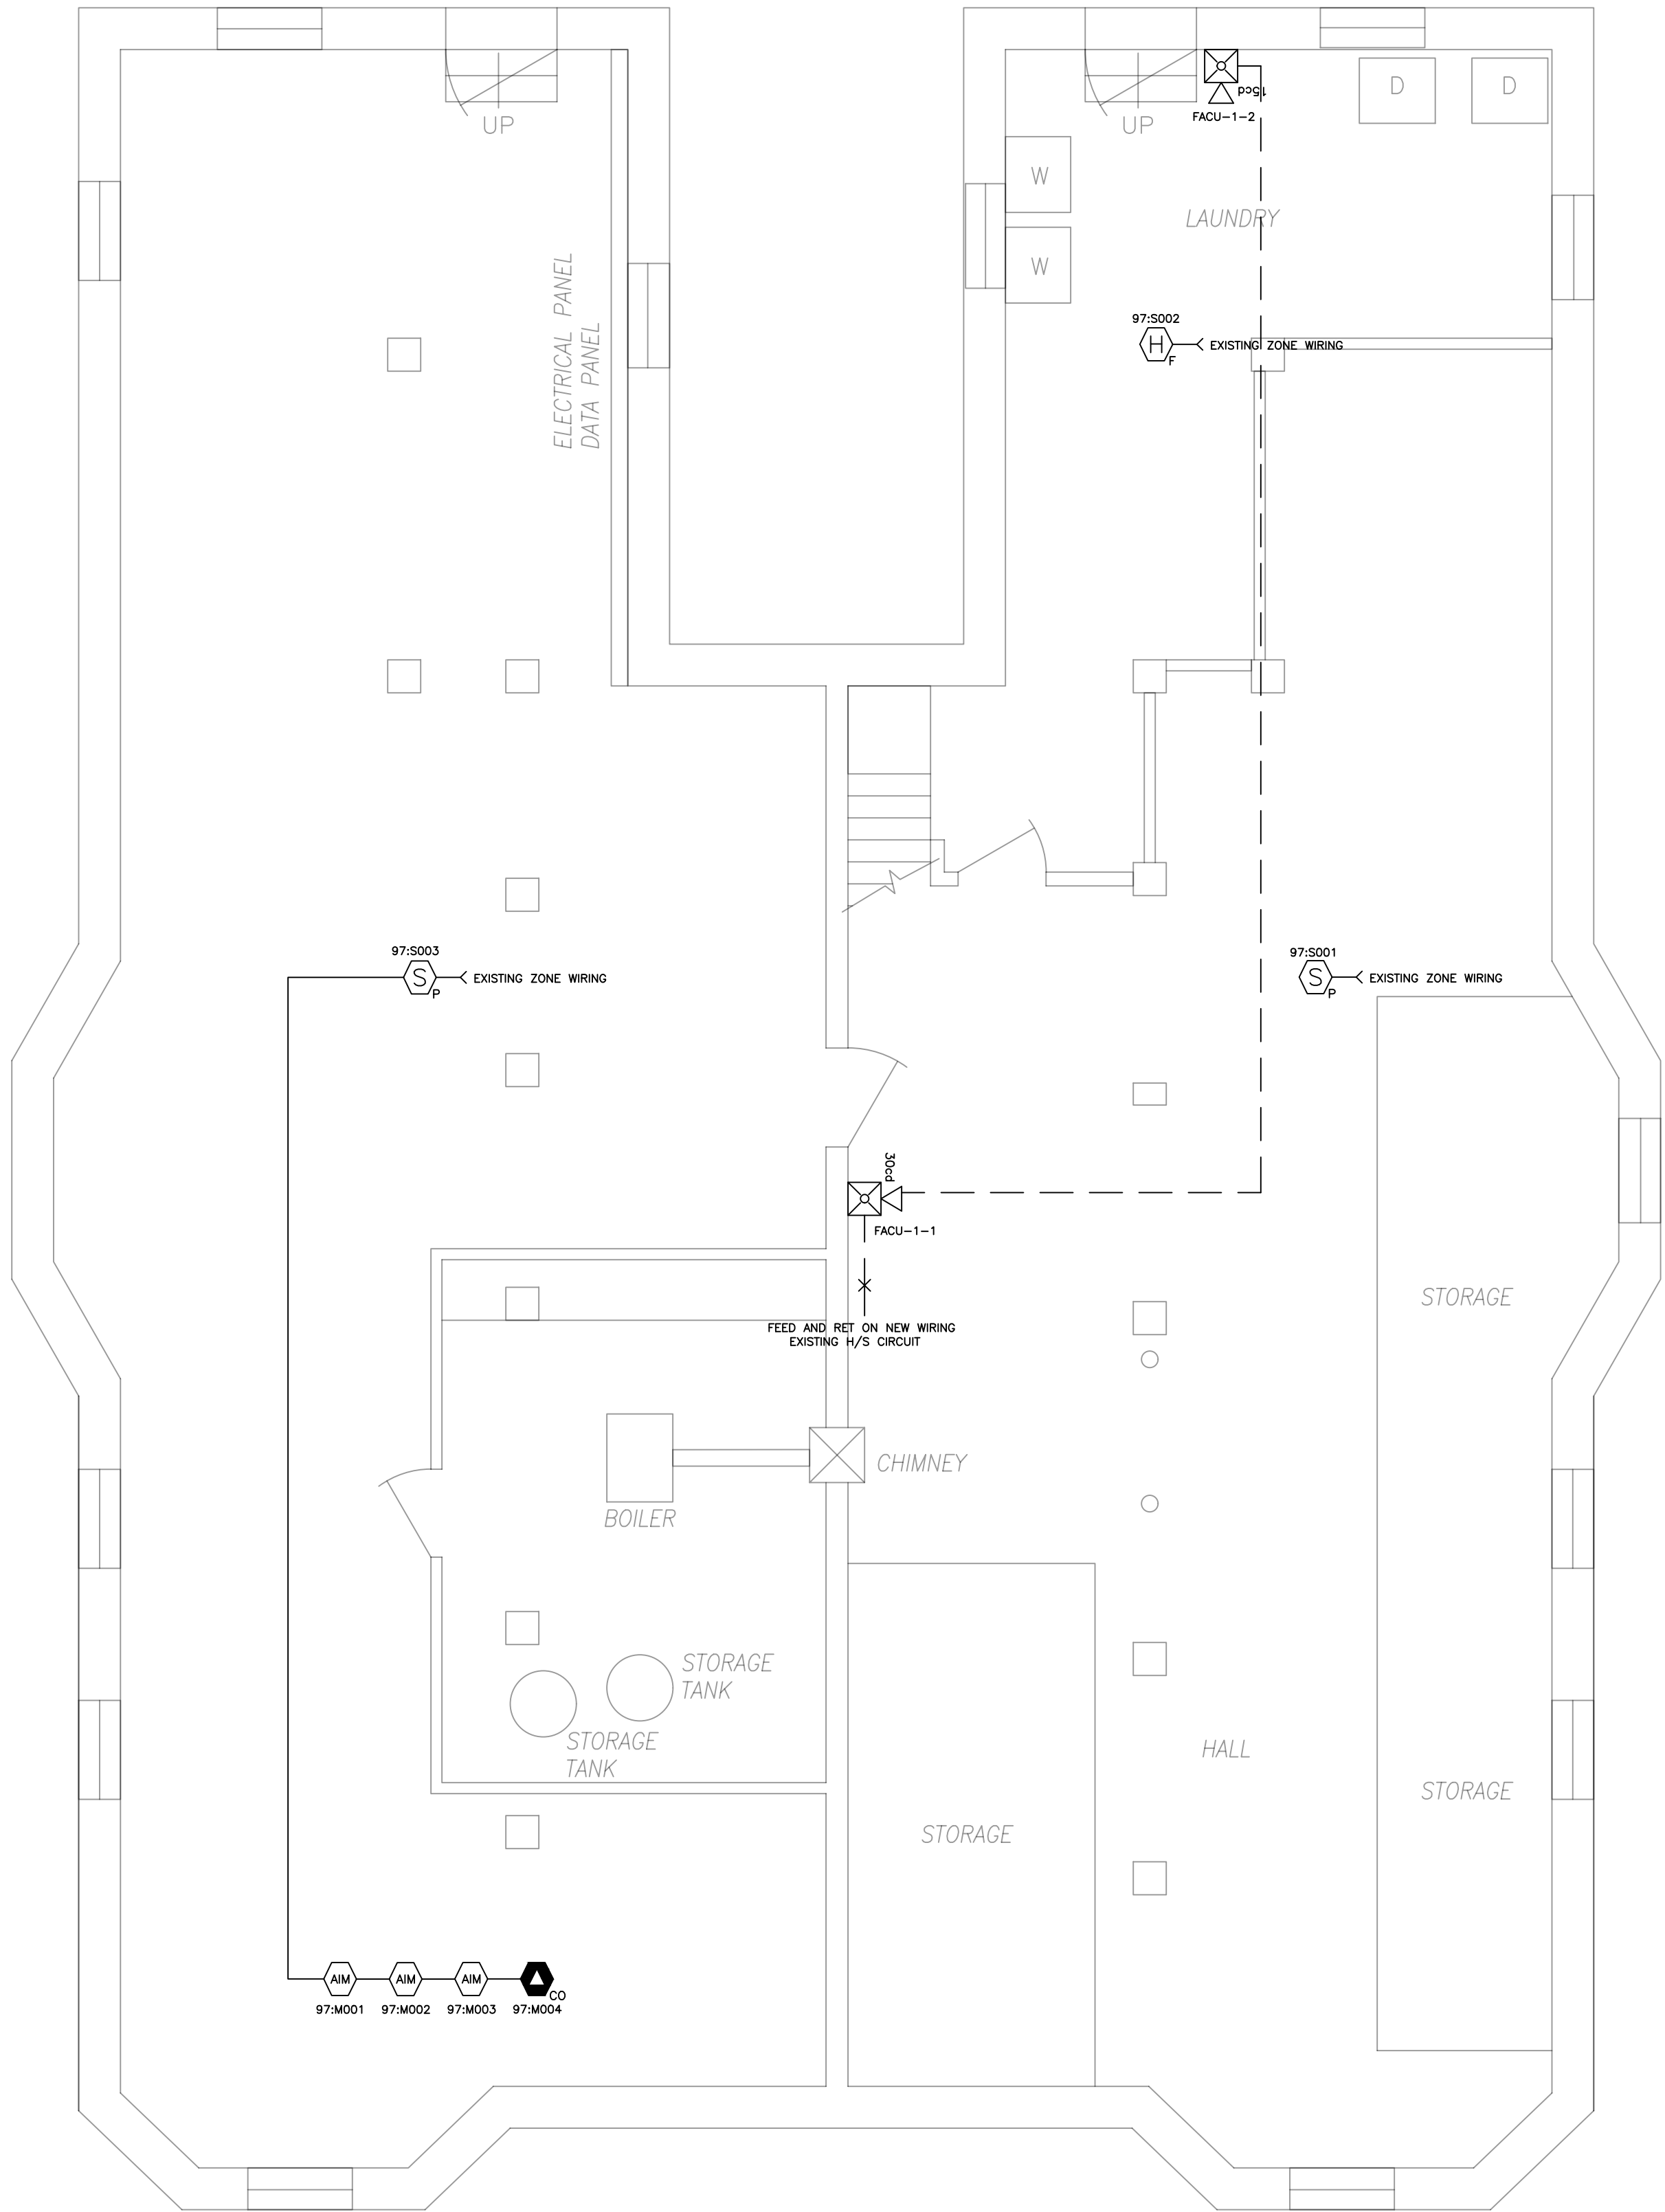 UP
UP
15cd
FACU-1-2
D
D
W
LAUNDRY
W
ELECTRICAL PANEL
DATA PANEL
97:S002
H
F
EXISTING ZONE WIRING
97:S003
S
P
EXISTING ZONE WIRING
97:S001
S
P
EXISTING ZONE WIRING
30cd
FACU-1-1
FEED AND RET ON NEW WIRING
EXISTING H/S CIRCUIT
STORAGE
CHIMNEY
BOILER
STORAGE
TANK
STORAGE
TANK
HALL
STORAGE
STORAGE
AIM
AIM
AIM
CO
97:M001
97:M002
97:M003
97:M004